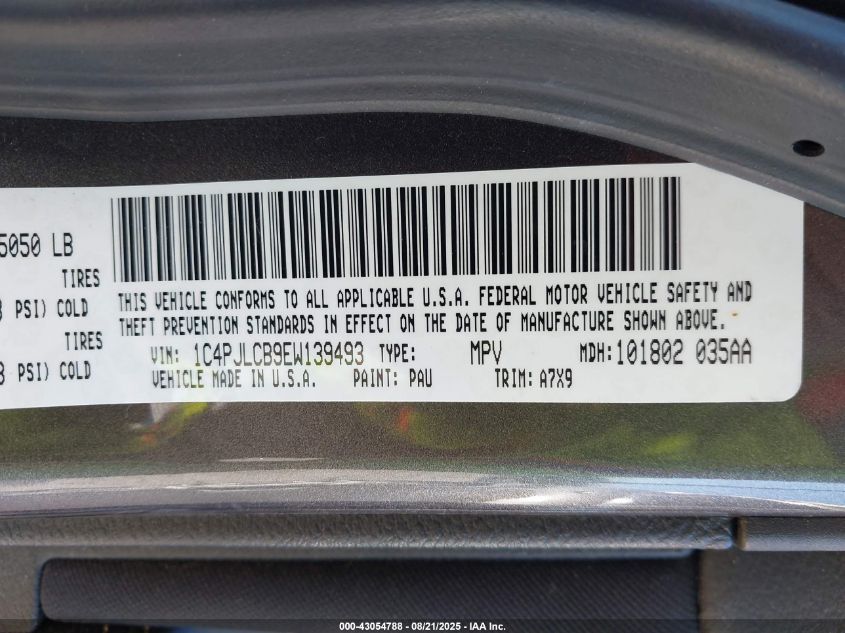 5050 LB
TIRES
PSI) COLD
TIRES
PSI) COLD
THIS VEHICLE CONFORMS TO ALL APPLICABLE U.S.A. FEDERAL MOTOR VEHICLE SAFETY AND
THEFT PREVENTION STANDARDS IN EFFECT ON THE DATE OF MANUFACTURE SHOWN ABOVE.
VIN: 1C4PJLCB9EW139493 TYPE: MPV MDH:101802 035AA
VEHICLE MADE IN U.S.A. PAINT: PAU TRIM: A7X9
000-43054788 - 08/21/2025 - IAA Inc.